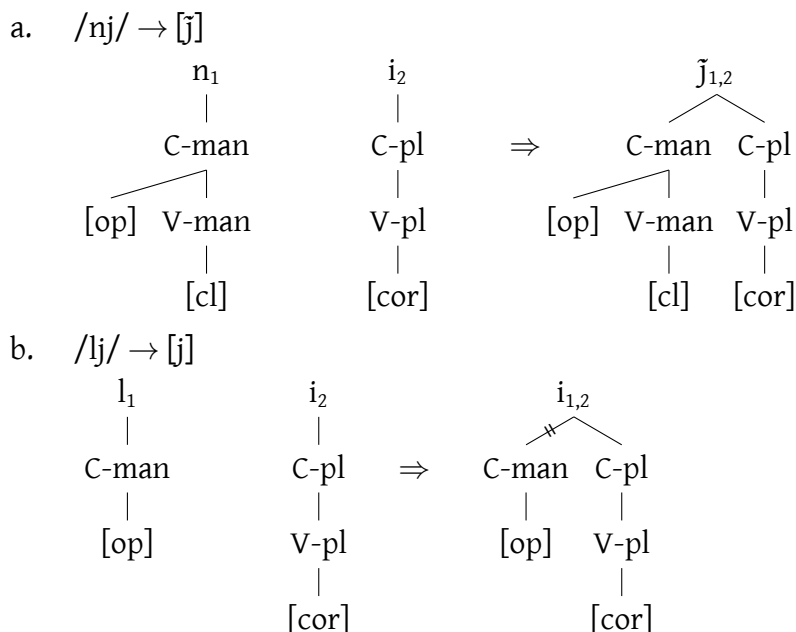 a. /nj/ → [j̃]
n₁ i₂ j̃₁,₂
C-man C-pl ⇒ C-man C-pl
[op] V-man V-pl [op] V-man V-pl
[cl] [cor] [cl] [cor]
b. /lj/ → [j]
l₁ i₂ i₁,₂
C-man C-pl ⇒ C-man C-pl
[op] V-pl [op] V-pl
[cor] [cor]